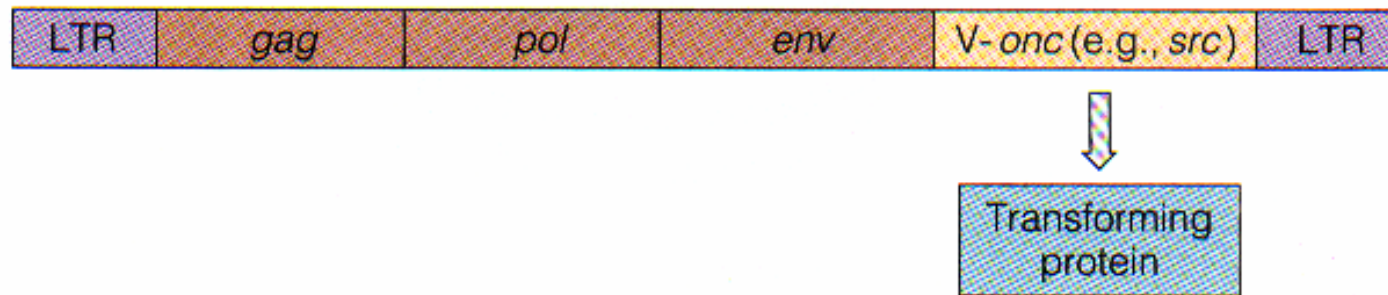 LTR gag pol env V-onc (e.g., src) LTR
Transforming
protein